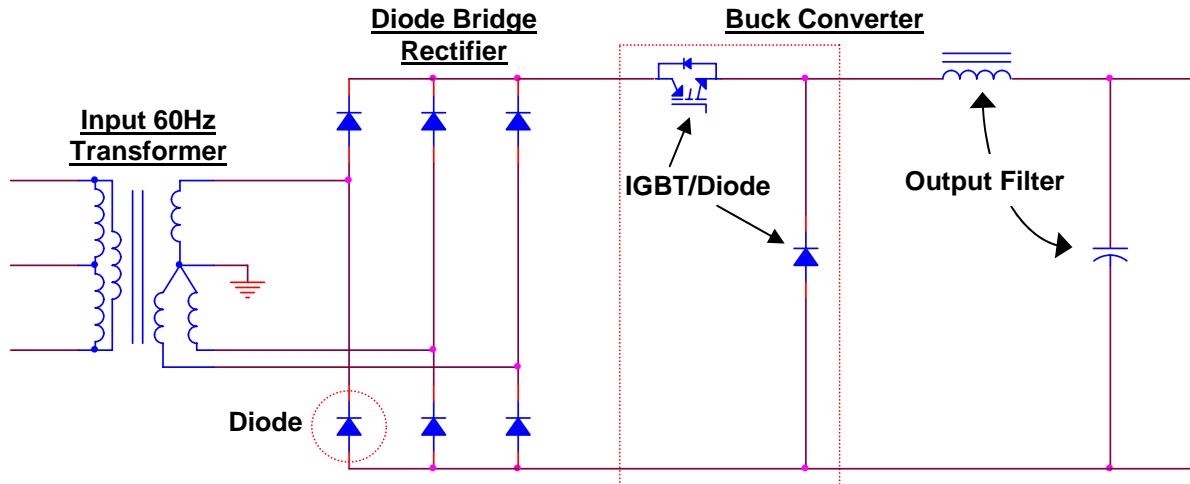 Diode Bridge
Rectifier
Buck Converter
Input 60Hz
Transformer
IGBT/Diode
Output Filter
Diode